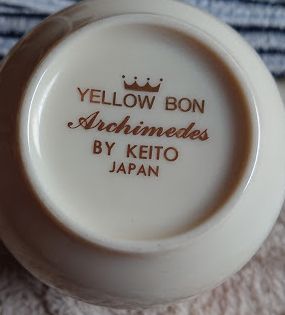 YELLOW BON
Archimedes
BY KEITO
JAPAN